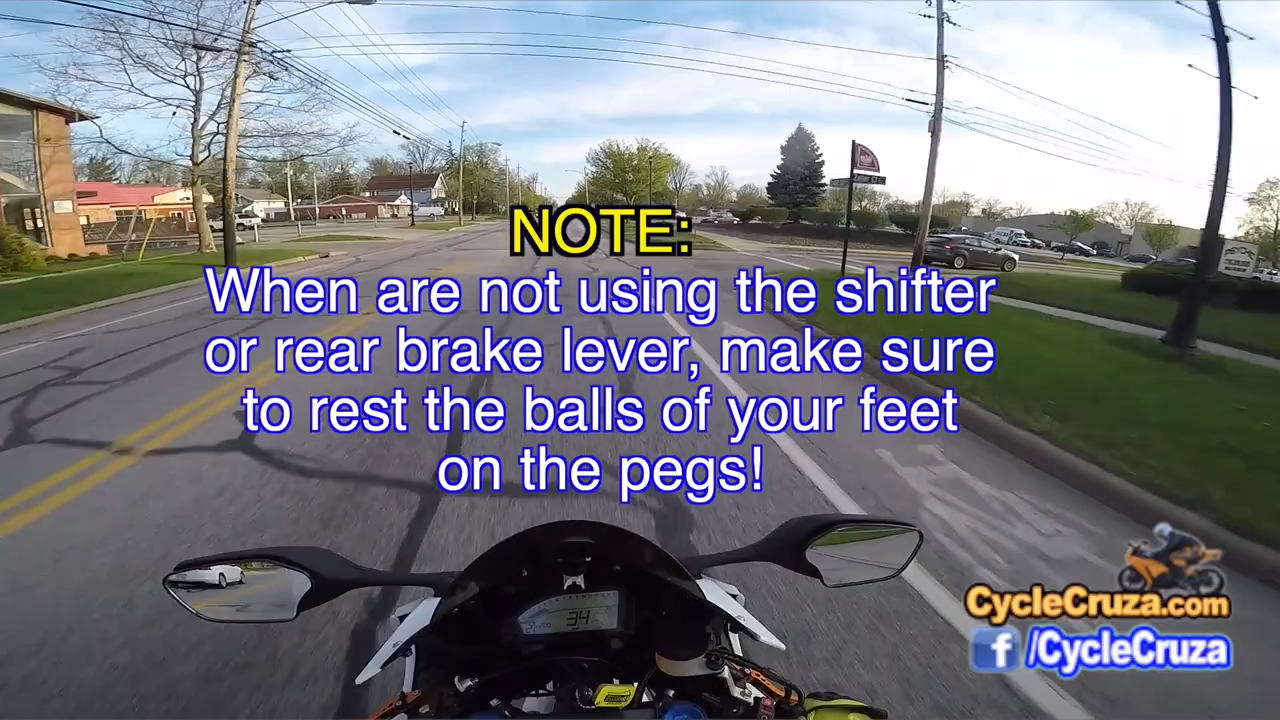 NOTE:
When are not using the shifter
or rear brake lever, make sure
to rest the balls of your feet
on the pegs!
34
CycleCruza.com
f /CycleCruza